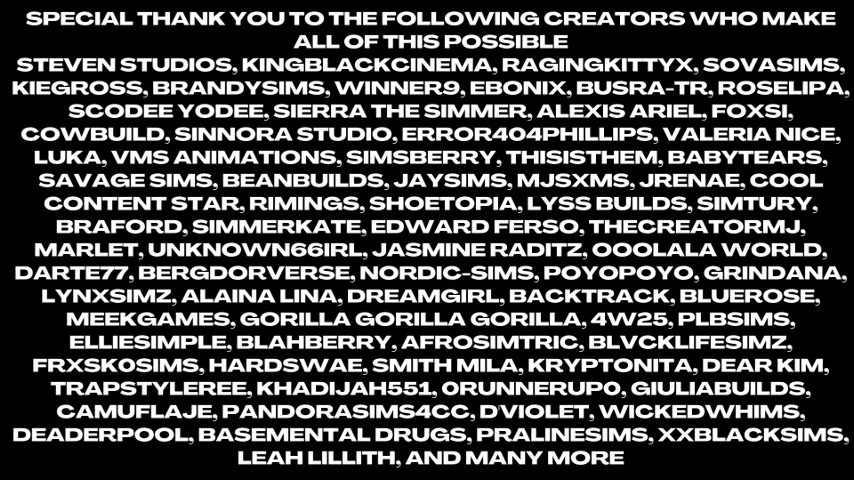 SPECIAL THANK YOU TO THE FOLLOWING CREATORS WHO MAKE
ALL OF THIS POSSIBLE
STEVEN STUDIOS, KINGBLACKCINEMA, RAGINGKITTYX, SOVASIMS,
KIEGROSS, BRANDYSIMS, WINNER9, EBONIX, BUSRA-TR, ROSELIPA,
SCODEE YODEE, SIERRA THE SIMMER, ALEXIS ARIEL, FOXSI,
COWBUILD, SINNORA STUDIO, ERROR404PHILLIPS, VALERIA NICE,
LUKA, VMS ANIMATIONS, SIMSBERRY, THISISTHEM, BABYTEARS,
SAVAGE SIMS, BEANBUILDS, JAYSIMS, MJSXMS, JRENAE, COOL
CONTENT STAR, RIMINGS, SHOETOPIA, LYSS BUILDS, SIMTURY,
BRAFORD, SIMMERKATE, EDWARD FERSO, THECREATORMJ,
MARLET, UNKNOWN66IRL, JASMINE RADITZ, OOOLALA WORLD,
DARTE77, BERGDORVERSE, NORDIC-SIMS, POYOPOYO, GRINDANA,
LYNXSIMZ, ALAINA LINA, DREAMGIRL, BACKTRACK, BLUEROSE,
MEEKGAMES, GORILLA GORILLA GORILLA, 4W25, PLBSIMS,
ELLIESIMPLE, BLAHBERRY, AFROSIMTRIC, BLVCKLIFESIMZ,
FRXSK0SIMS, HARDSWAE, SMITH MILA, KRYPTONITA, DEAR KIM,
TRAPSTYLEREE, KHADIJAH551, 0RUNNERUP0, GIULIABUILDS,
CAMUFLAJE, PANDORASIMS4CC, D'VIOLET, WICKEDWHIMS,
DEADERPOOL, BASEMENTAL DRUGS, PRALINESIMS, XXBLACKSIMS,
LEAH LILLITH, AND MANY MORE